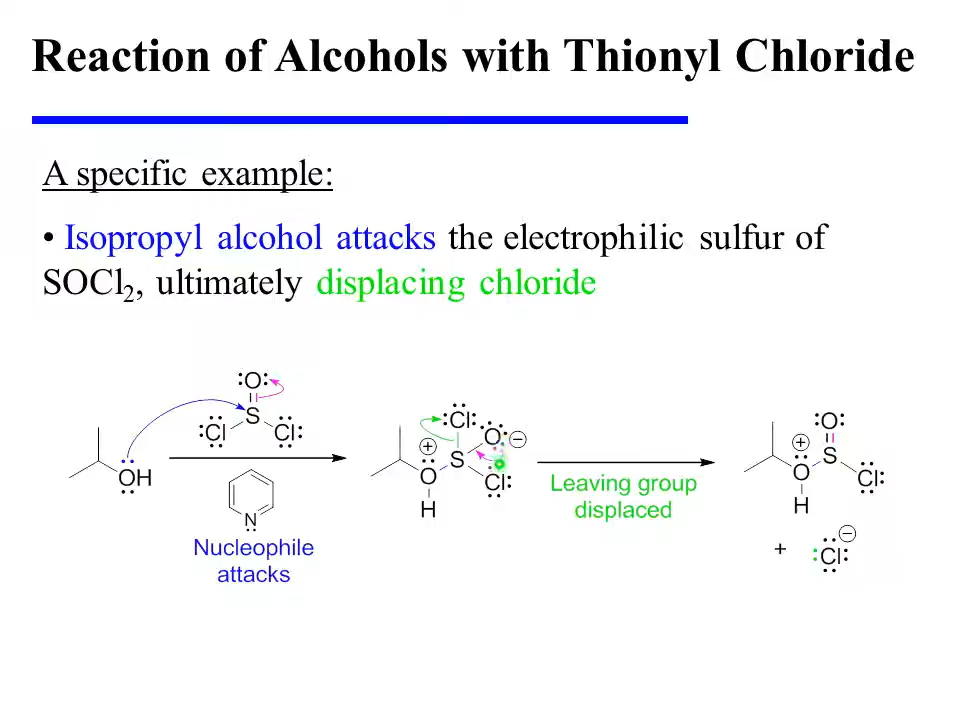 Reaction of Alcohols with Thionyl Chloride
A specific example:
• Isopropyl alcohol attacks the electrophilic sulfur of
SOCl₂, ultimately displacing chloride
:O:
S
:Cl
Cl:
OH
N
Nucleophile
attacks
:Cl:
O:
⊖
⊕
S
O
Cl:
H
Leaving group
displaced
:O:
⊕
S
O
Cl:
H
+
:Cl:
⊖